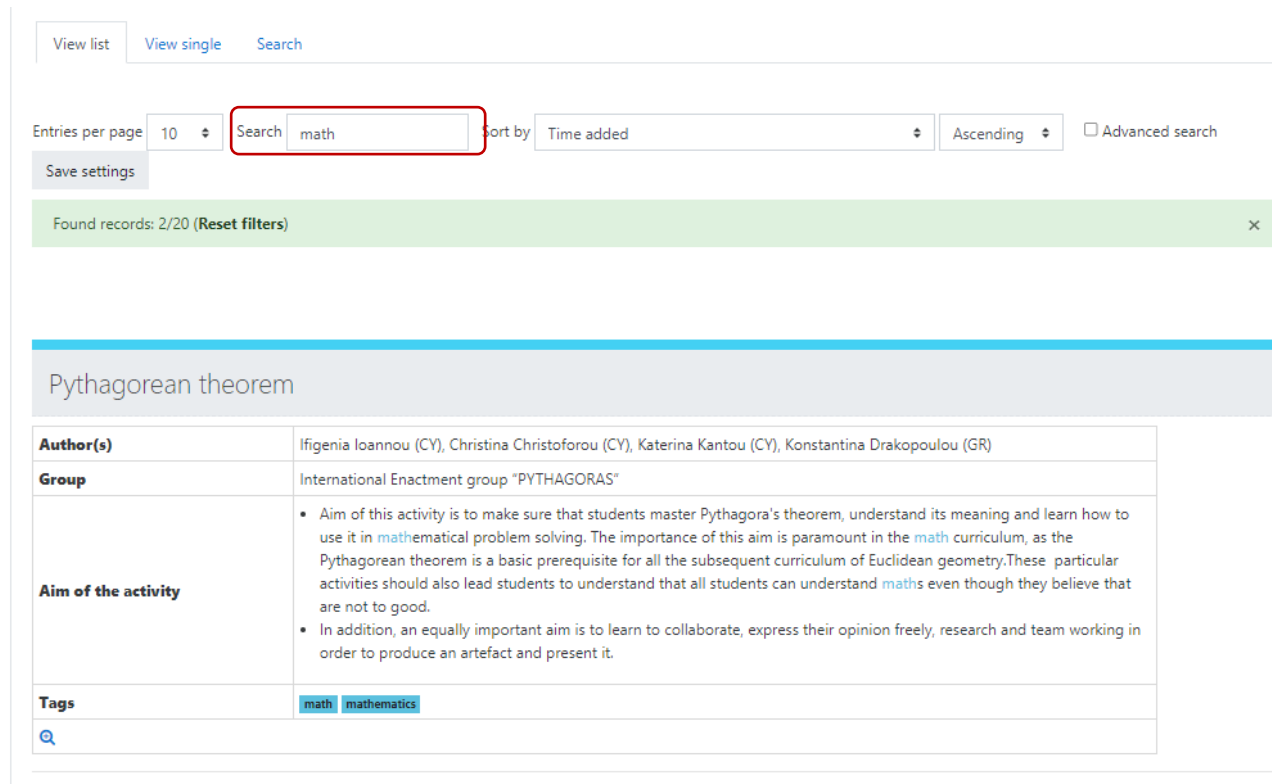 View list View single Search
Entries per page 10 Search math Sort by Time added Ascending Advanced search
Save settings
Found records: 2/20 (Reset filters) ×
Pythagorean theorem
Author(s) Ifigenia Ioannou (CY), Christina Christoforou (CY), Katerina Kantou (CY), Konstantina Drakopoulou (GR)
Group International Enactment group "PYTHAGORAS"
• Aim of this activity is to make sure that students master Pythagora's theorem, understand its meaning and learn how to
use it in mathematical problem solving. The importance of this aim is paramount in the math curriculum, as the
Pythagorean theorem is a basic prerequisite for all the subsequent curriculum of Euclidean geometry.These particular
Aim of the activity activities should also lead students to understand that all students can understand maths even though they believe that
are not to good.
• In addition, an equally important aim is to learn to collaborate, express their opinion freely, research and team working in
order to produce an artefact and present it.
Tags math mathematics